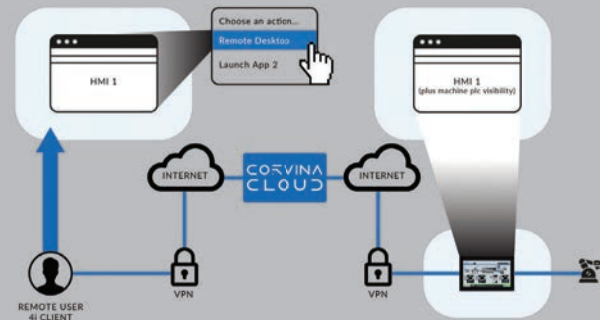 Choose an action...
Remote Desktop
Launch App 2
HMI 1
HMI 1
(plus machine plc visibility)
INTERNET
CORVINA
CLOUD
INTERNET
VPN
VPN
REMOTE USER
4i CLIENT